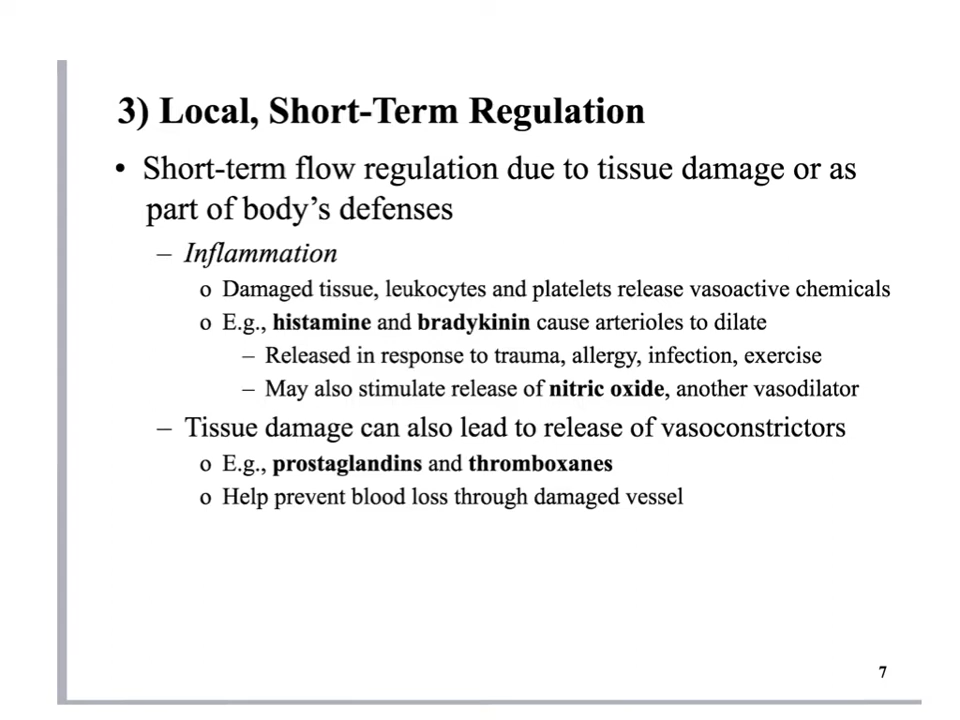 3) Local, Short-Term Regulation
• Short-term flow regulation due to tissue damage or as
part of body's defenses
– Inflammation
o Damaged tissue, leukocytes and platelets release vasoactive chemicals
o E.g., histamine and bradykinin cause arterioles to dilate
– Released in response to trauma, allergy, infection, exercise
– May also stimulate release of nitric oxide, another vasodilator
– Tissue damage can also lead to release of vasoconstrictors
o E.g., prostaglandins and thromboxanes
o Help prevent blood loss through damaged vessel
7